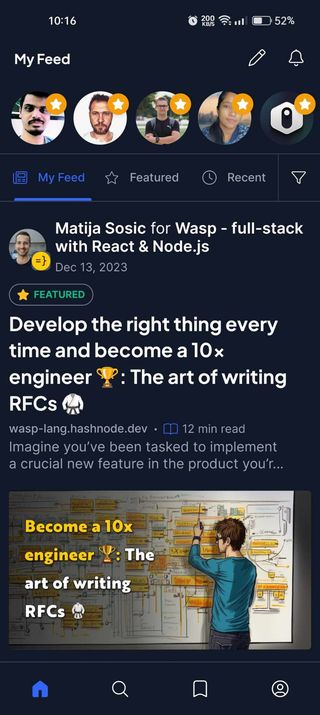 10:16
200
KB/S
52%
My Feed
My Feed
Featured
Recent
Matija Sosic for Wasp - full-stack
with React & Node.js
=}
Dec 13, 2023
⭐ FEATURED
Develop the right thing every
time and become a 10x
engineer 🏆: The art of writing
RFCs 🥋
wasp-lang.hashnode.dev • 12 min read
Imagine you've been tasked to implement
a crucial new feature in the product you'r...
Become a 10x
engineer 🏆: The
art of writing
RFCs 🥋